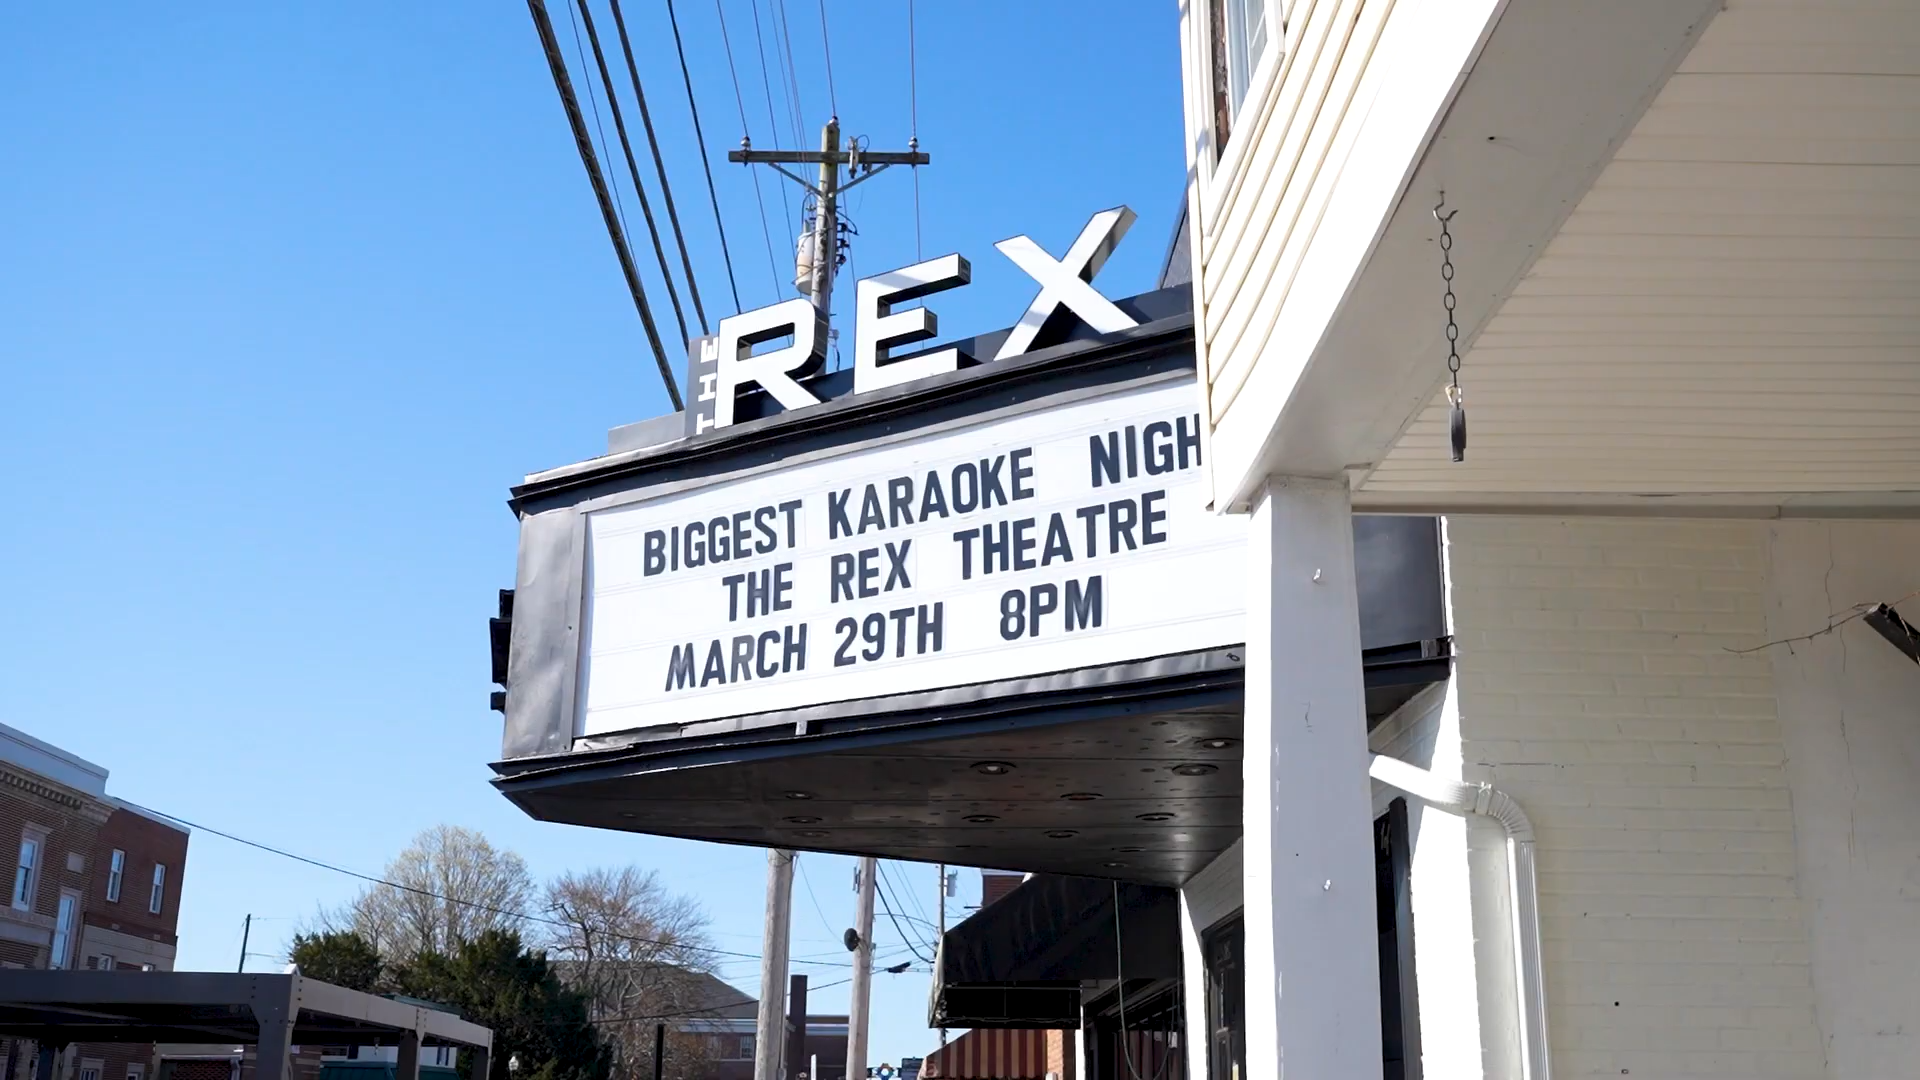 THE REX
BIGGEST KARAOKE NIGH
THE REX THEATRE
MARCH 29TH 8PM